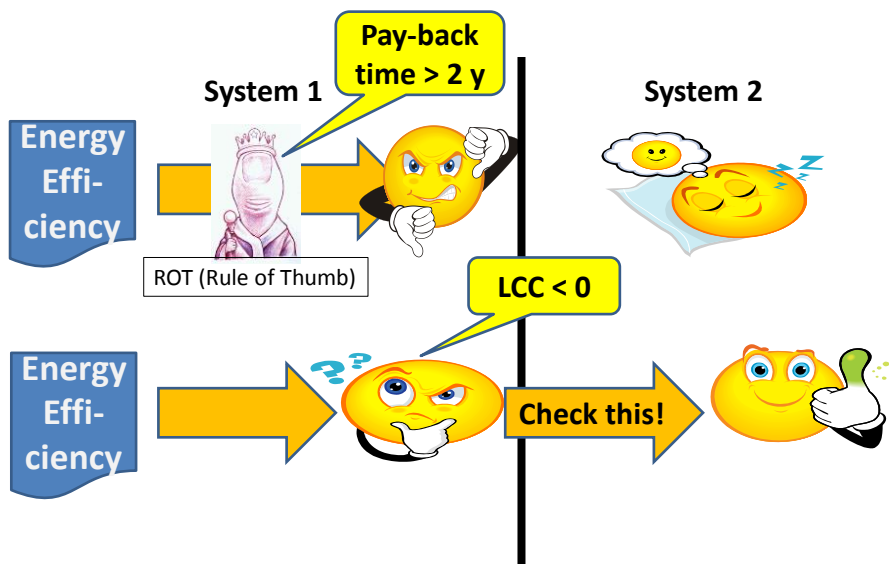 Pay-back
time > 2 y
System 1
System 2
Energy
Effi-
ciency
ROT (Rule of Thumb)
LCC < 0
Energy
Effi-
ciency
??
Check this!
zzz